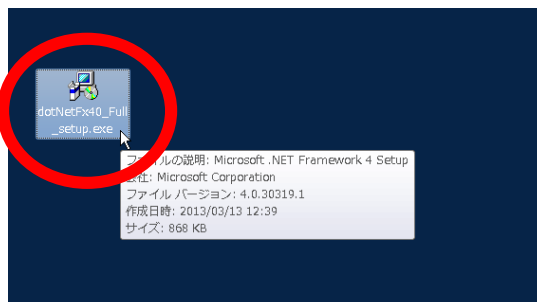 dotNetFx40_Full
_setup.exe
ファイルの説明: Microsoft .NET Framework 4 Setup
会社: Microsoft Corporation
ファイル バージョン: 4.0.30319.1
作成日時: 2013/03/13 12:39
サイズ: 868 KB